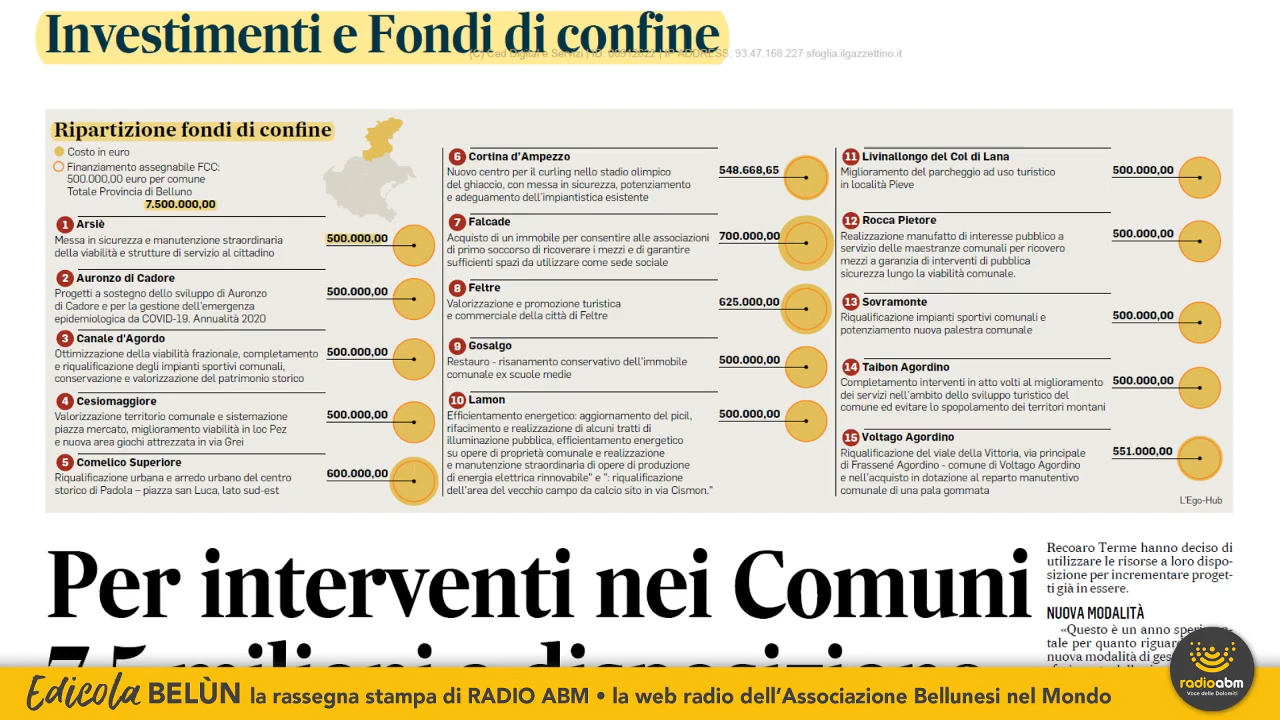 Investimenti e Fondi di confine
(C) Ced Digital e Servizi | ID: 00912622 | IP ADDRESS: 93.47.168.227 sfoglia.ilgazzettino.it
Ripartizione fondi di confine
Costo in euro
Finanziamento assegnabile FCC:
500.000,00 euro per comune
Totale Provincia di Belluno
7.500.000,00
1 Arsiè
Messa in sicurezza e manutenzione straordinaria
della viabilità e strutture di servizio al cittadino
500.000,00
2 Auronzo di Cadore
Progetti a sostegno dello sviluppo di Auronzo
di Cadore e per la gestione dell'emergenza
epidemiologica da COVID-19. Annualità 2020
500.000,00
3 Canale d'Agordo
Ottimizzazione della viabilità frazionale, completamento
e riqualificazione degli impianti sportivi comunali,
conservazione e valorizzazione del patrimonio storico
500.000,00
4 Cesiomaggiore
Valorizzazione territorio comunale e sistemazione
piazza mercato, miglioramento viabilità in loc Pez
e nuova area giochi attrezzata in via Grei
500.000,00
5 Comelico Superiore
Riqualificazione urbana e arredo urbano del centro
storico di Padola – piazza san Luca, lato sud-est
600.000,00
6 Cortina d'Ampezzo
Nuovo centro per il curling nello stadio olimpico
del ghiaccio, con messa in sicurezza, potenziamento
e adeguamento dell'impiantistica esistente
548.668,65
7 Falcade
Acquisto di un immobile per consentire alle associazioni
di primo soccorso di ricoverare i mezzi e di garantire
sufficienti spazi da utilizzare come sede sociale
700.000,00
8 Feltre
Valorizzazione e promozione turistica
e commerciale della città di Feltre
625.000,00
9 Gosalgo
Restauro - risanamento conservativo dell'immobile
comunale ex scuole medie
500.000,00
10 Lamon
Efficientamento energetico: aggiornamento del picil,
rifacimento e realizzazione di alcuni tratti di
illuminazione pubblica, efficientamento energetico
su opere di proprietà comunale e realizzazione
e manutenzione straordinaria di opere di produzione
di energia elettrica rinnovabile" e ": riqualificazione
dell'area del vecchio campo da calcio sito in via Cismon."
500.000,00
11 Livinallongo del Col di Lana
Miglioramento del parcheggio ad uso turistico
in località Pieve
500.000,00
12 Rocca Pietore
Realizzazione manufatto di interesse pubblico a
servizio delle maestranze comunali per ricovero
mezzi a garanzia di interventi di pubblica
sicurezza lungo la viabilità comunale.
500.000,00
13 Sovramonte
Riqualificazione impianti sportivi comunali e
potenziamento nuova palestra comunale
500.000,00
14 Taibon Agordino
Completamento interventi in atto volti al miglioramento
dei servizi nell'ambito dello sviluppo turistico del
comune ed evitare lo spopolamento dei territori montani
500.000,00
15 Voltago Agordino
Riqualificazione del viale della Vittoria, via principale
di Frassené Agordino - comune di Voltago Agordino
e nell'acquisto in dotazione al reparto manutentivo
comunale di una pala gommata
551.000,00
L'Ego-Hub
Per interventi nei Comuni
7,5 milioni a disposizione
Recoaro Terme hanno deciso di
utilizzare le risorse a loro dispo-
sizione per incrementare proget-
ti già in essere.
NUOVA MODALITÀ
«Questo è un anno sperimen-
tale per quanto riguar
nuova modalità di ges
Edicola BELÙN la rassegna stampa di RADIO ABM • la web radio dell'Associazione Bellunesi nel Mondo
radioabm
Voce delle Dolomiti